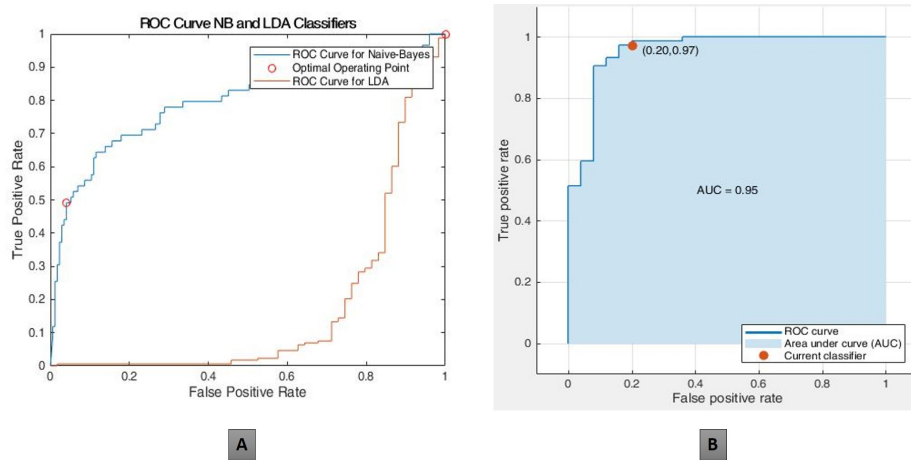 ROC Curve NB and LDA Classifiers
ROC Curve for Naive-Bayes
Optimal Operating Point
ROC Curve for LDA
True Positive Rate
1
0.9
0.8
0.7
0.6
0.5
0.4
0.3
0.2
0.1
0
0 0.2 0.4 0.6 0.8 1
False Positive Rate
A
True positive rate
1
0.8
0.6
0.4
0.2
0
(0.20,0.97)
AUC = 0.95
ROC curve
Area under curve (AUC)
Current classifier
0 0.2 0.4 0.6 0.8 1
False positive rate
B